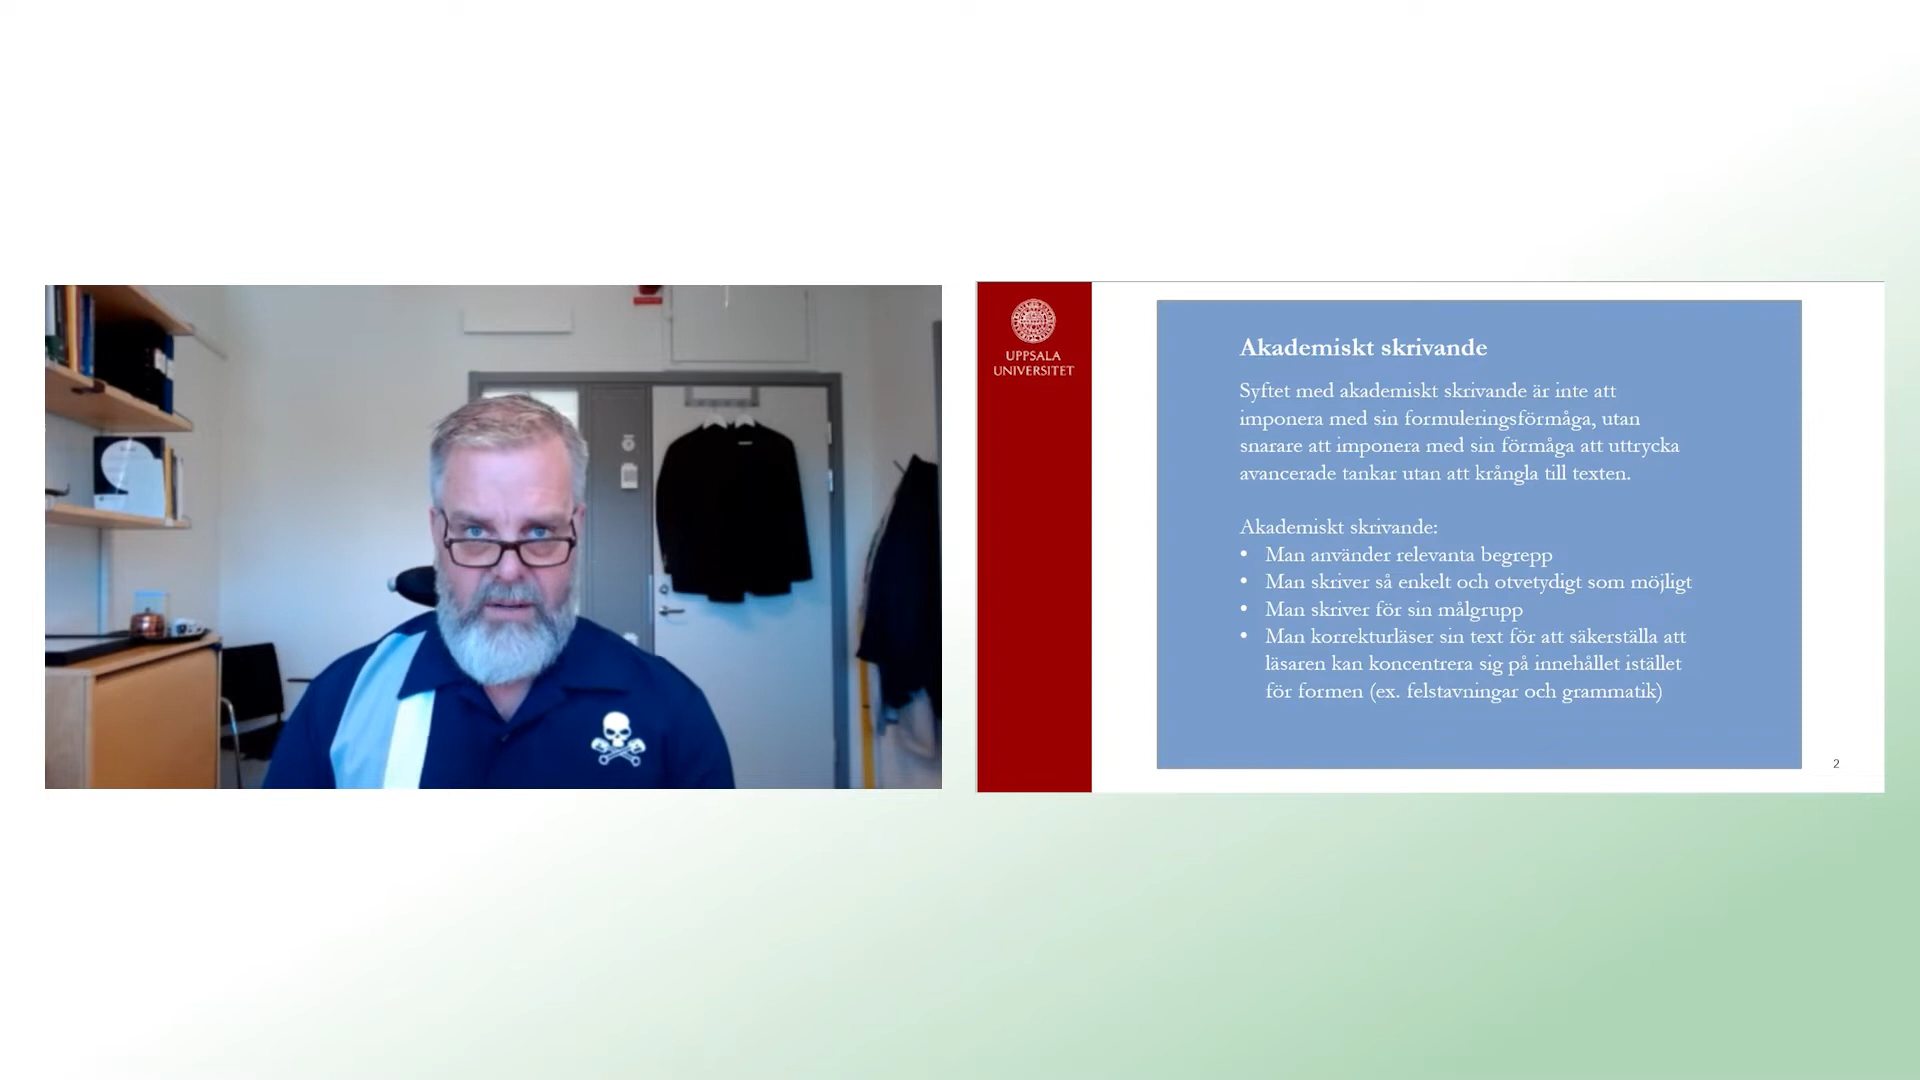 UPPSALA
UNIVERSITET
Akademiskt skrivande
Syftet med akademiskt skrivande är inte att
imponera med sin formuleringsförmåga, utan
snarare att imponera med sin förmåga att uttrycka
avancerade tankar utan att krångla till texten.
Akademiskt skrivande:
• Man använder relevanta begrepp
• Man skriver så enkelt och otvetydigt som möjligt
• Man skriver för sin målgrupp
• Man korrekturläser sin text för att säkerställa att
läsaren kan koncentrera sig på innehållet istället
för formen (ex. felstavningar och grammatik)
2